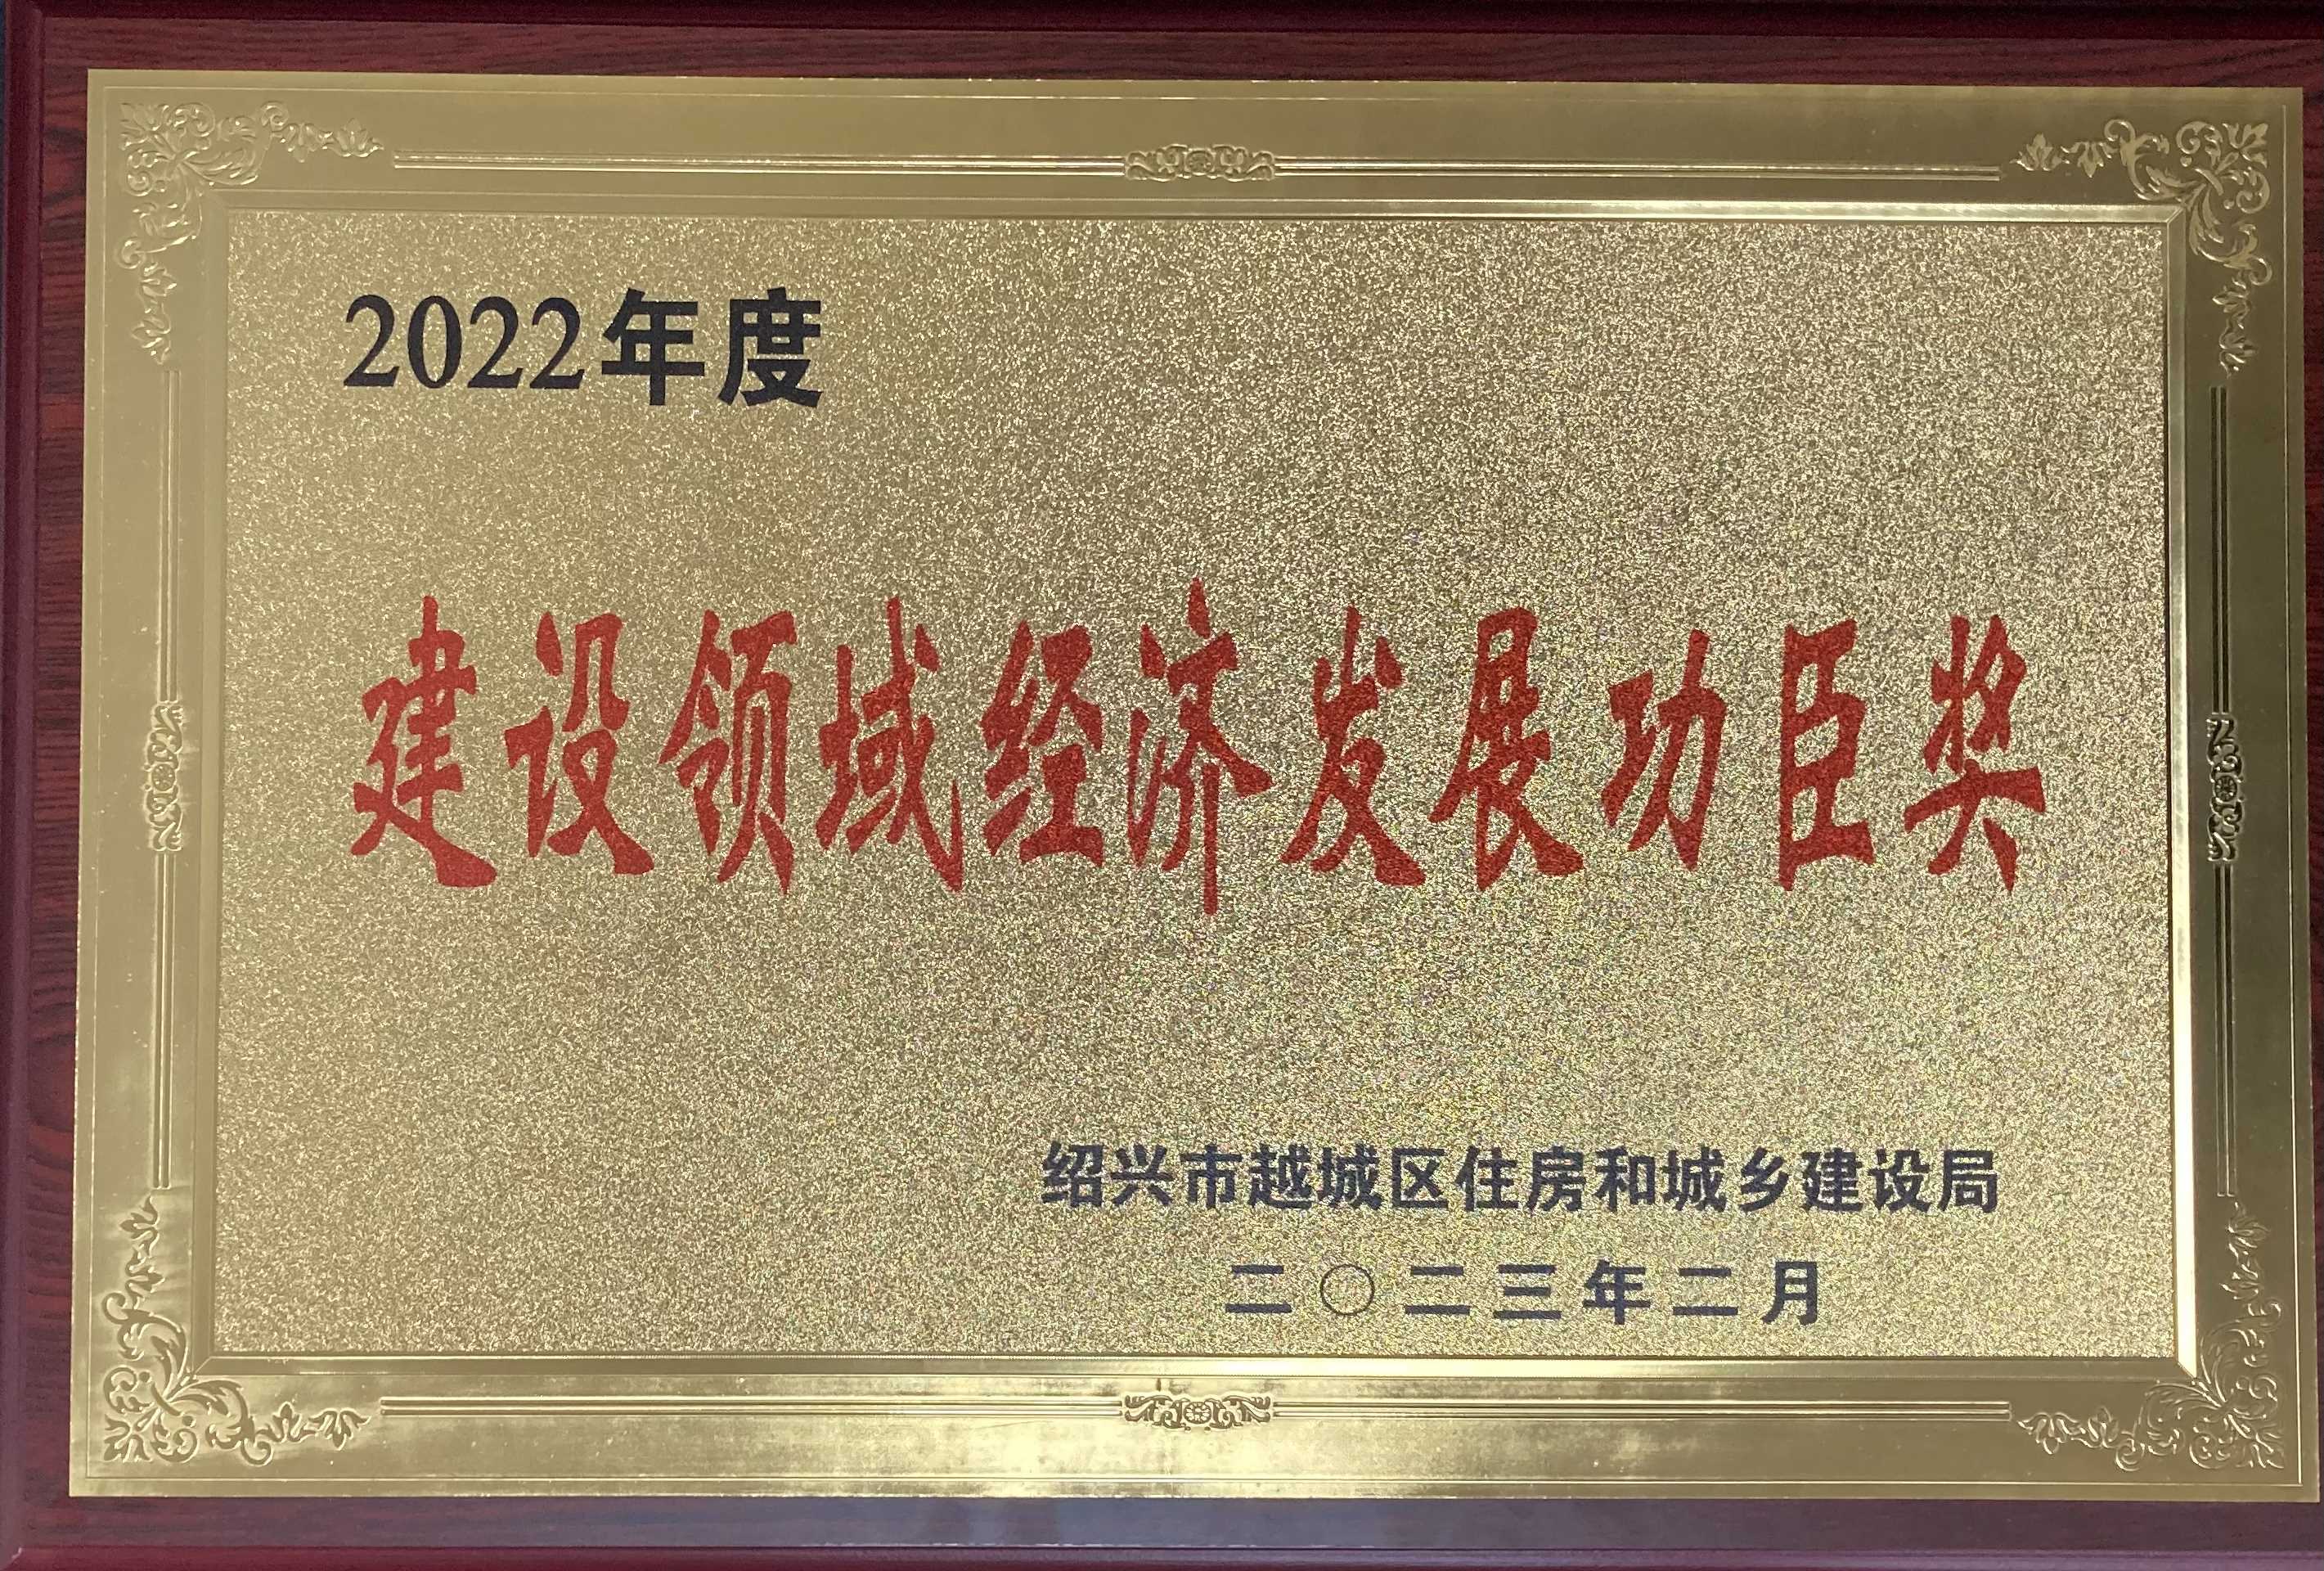 2022年度
建设领域经济发展功臣奖
绍兴市越城区住房和城乡建设局
二〇二三年二月